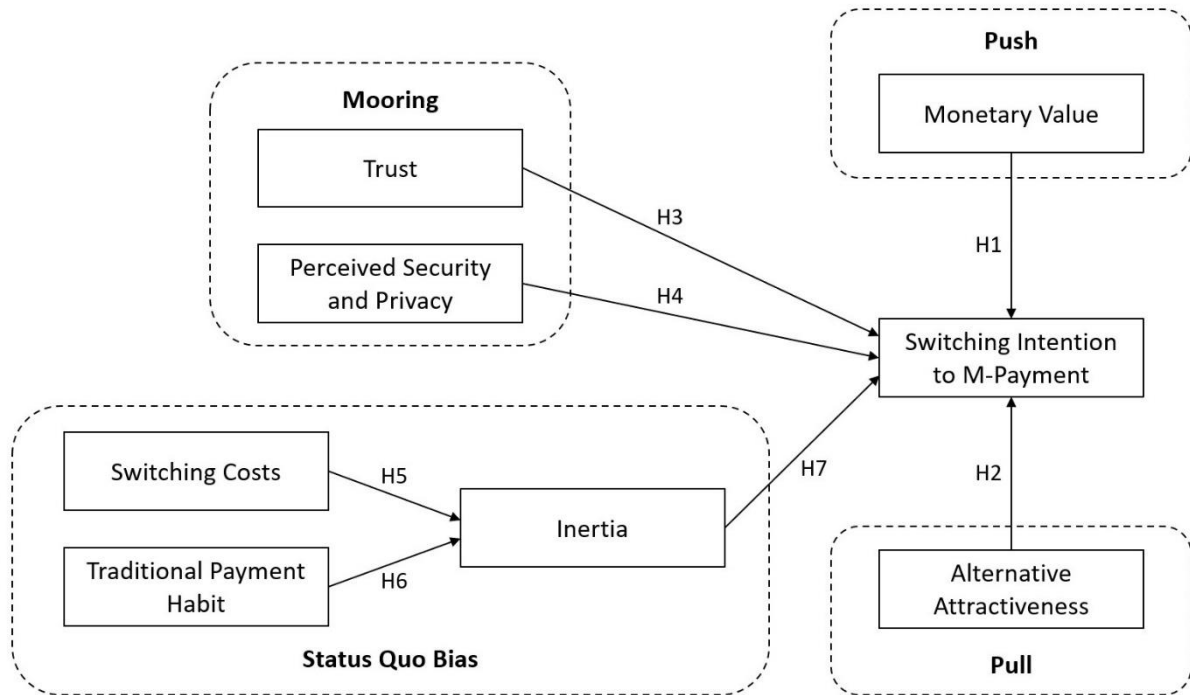 Push
Monetary Value
Mooring
Trust
H3
Perceived Security
and Privacy
H4
H1
Switching Intention
to M-Payment
Switching Costs
H5
H7
H2
Inertia
Traditional Payment
Habit
H6
Alternative
Attractiveness
Status Quo Bias
Pull